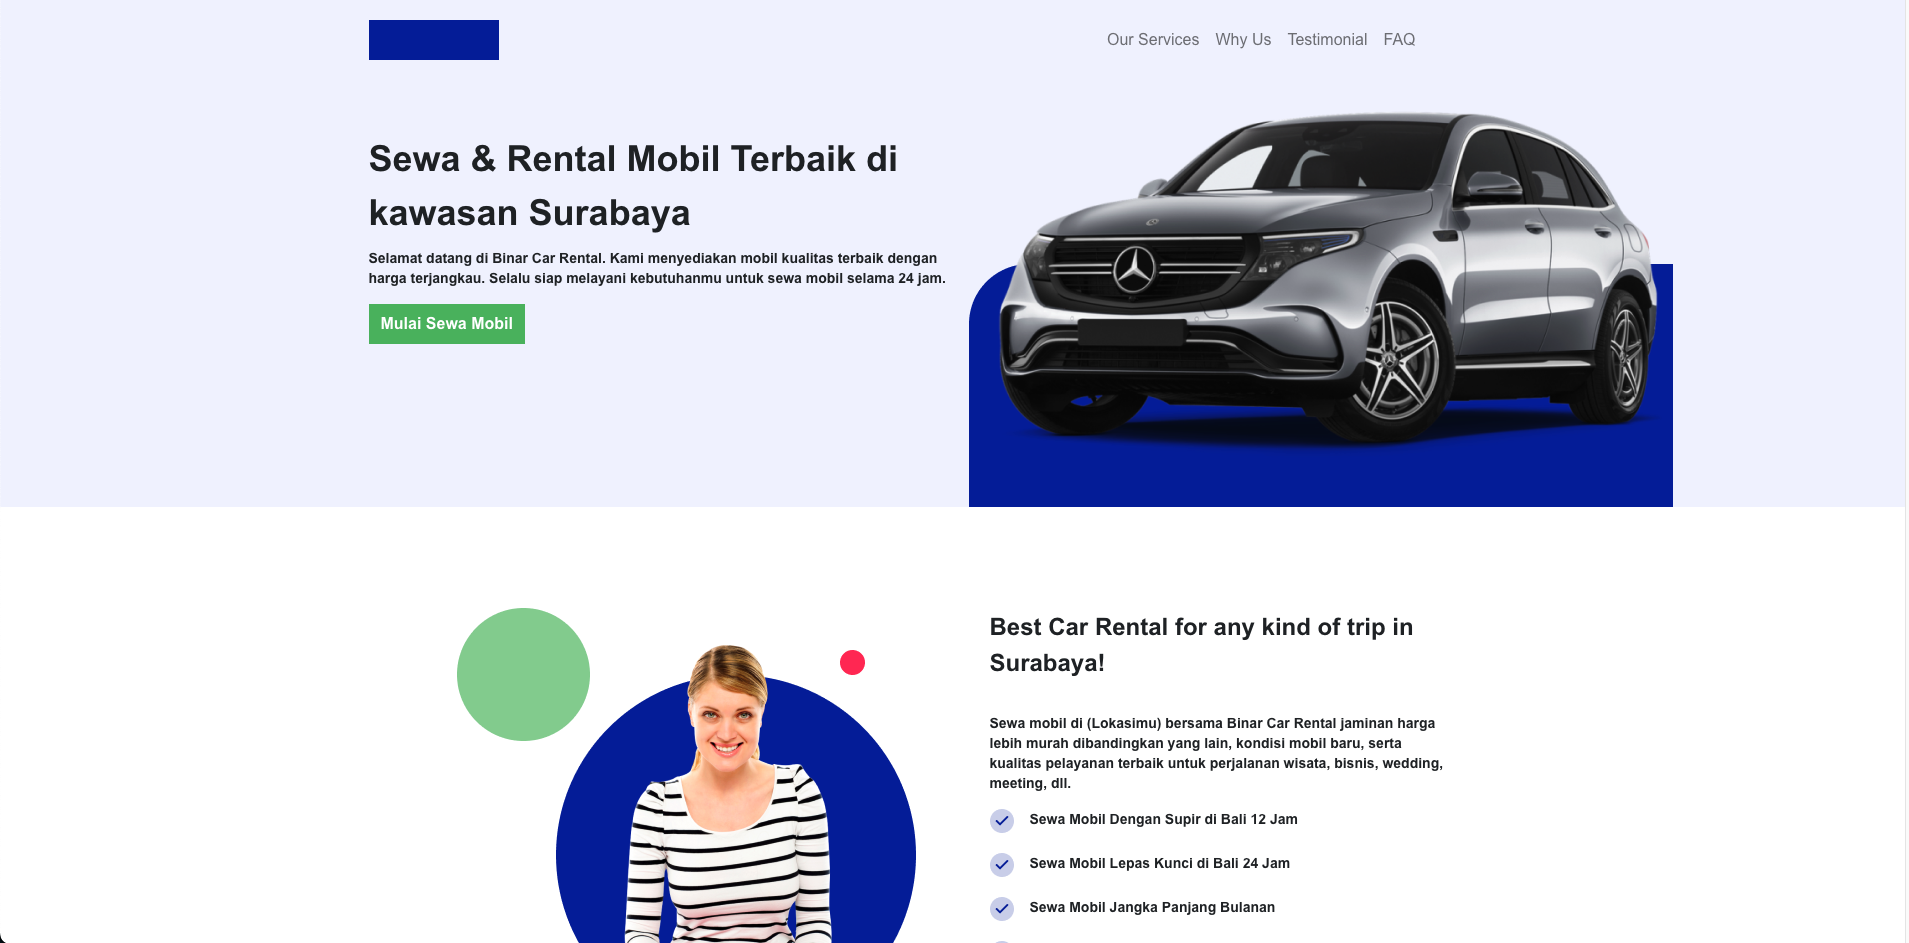 Our Services Why Us Testimonial FAQ
Sewa & Rental Mobil Terbaik di
kawasan Surabaya
Selamat datang di Binar Car Rental. Kami menyediakan mobil kualitas terbaik dengan
harga terjangkau. Selalu siap melayani kebutuhanmu untuk sewa mobil selama 24 jam.
Mulai Sewa Mobil
Best Car Rental for any kind of trip in
Surabaya!
Sewa mobil di (Lokasimu) bersama Binar Car Rental jaminan harga
lebih murah dibandingkan yang lain, kondisi mobil baru, serta
kualitas pelayanan terbaik untuk perjalanan wisata, bisnis, wedding,
meeting, dll.
Sewa Mobil Dengan Supir di Bali 12 Jam
Sewa Mobil Lepas Kunci di Bali 24 Jam
Sewa Mobil Jangka Panjang Bulanan